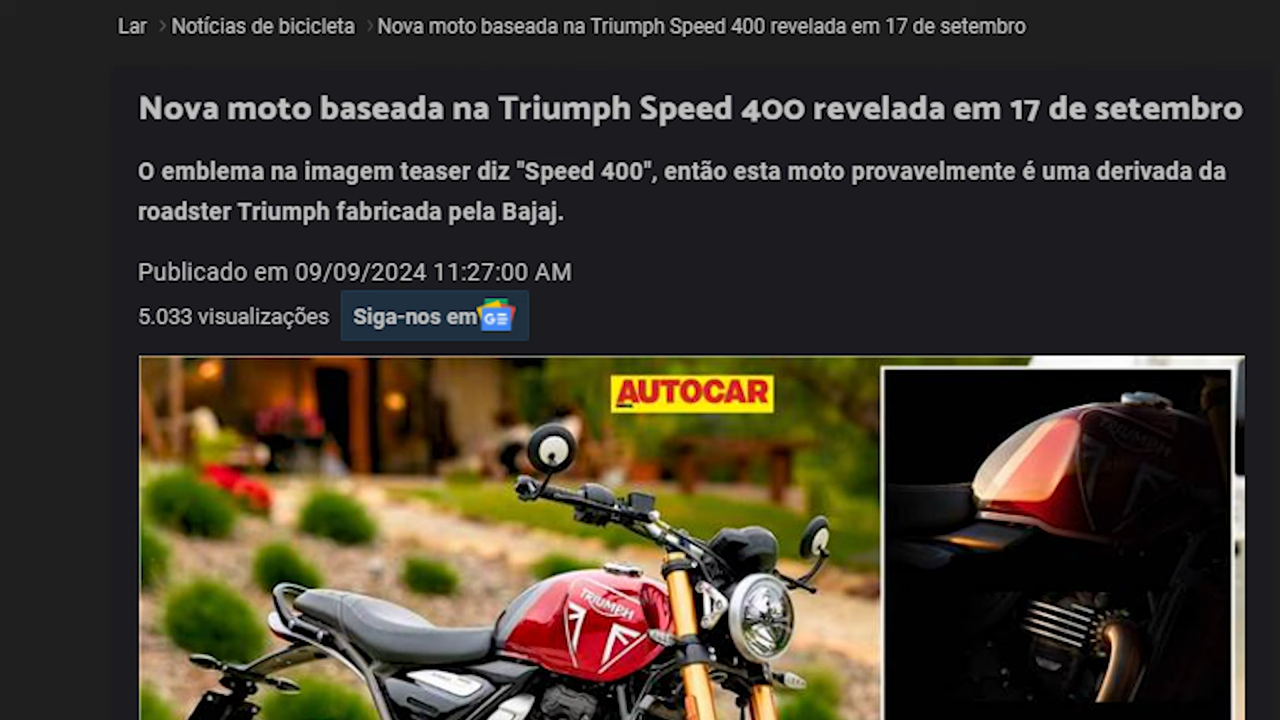 Lar > Notícias de bicicleta > Nova moto baseada na Triumph Speed 400 revelada em 17 de setembro
Nova moto baseada na Triumph Speed 400 revelada em 17 de setembro
O emblema na imagem teaser diz "Speed 400", então esta moto provavelmente é uma derivada da
roadster Triumph fabricada pela Bajaj.
Publicado em 09/09/2024 11:27:00 AM
5.033 visualizações
Siga-nos em
GE
AUTOCAR
TRIUMPH
TRIUMPH